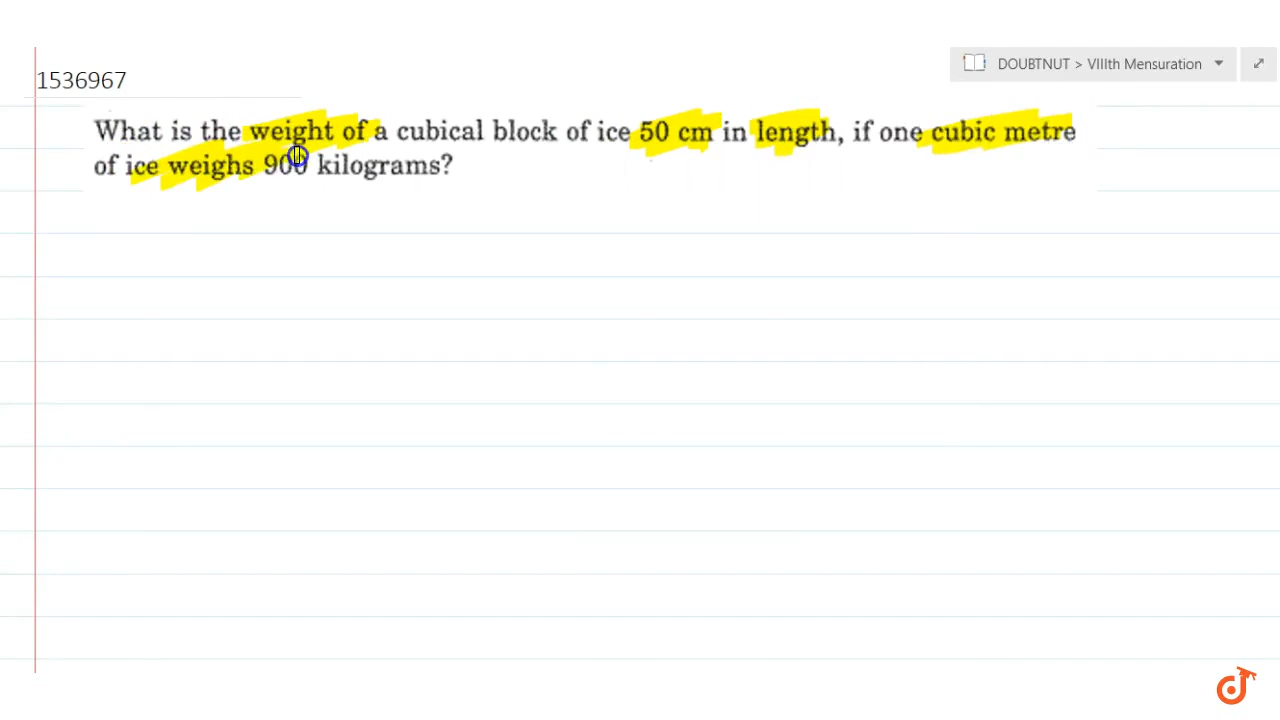 1536967
DOUBTNUT > VIIIth Mensuration
What is the weight of a cubical block of ice 50 cm in length, if one cubic metre
of ice weighs 900 kilograms?